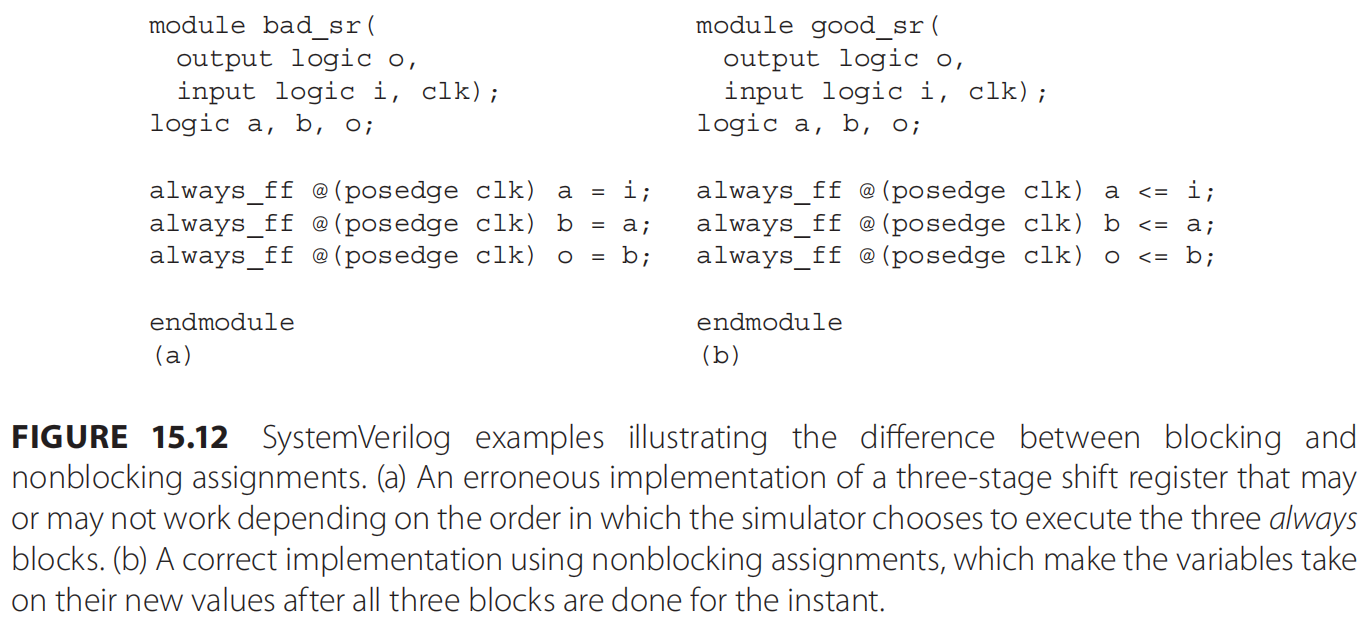 module bad_sr(
  output logic o,
  input logic i, clk);
logic a, b, o;

always_ff @(posedge clk) a = i;
always_ff @(posedge clk) b = a;
always_ff @(posedge clk) o = b;

endmodule
(a)
module good_sr(
  output logic o,
  input logic i, clk);
logic a, b, o;

always_ff @(posedge clk) a <= i;
always_ff @(posedge clk) b <= a;
always_ff @(posedge clk) o <= b;

endmodule
(b)
FIGURE 15.12 SystemVerilog examples illustrating the difference between blocking and
nonblocking assignments. (a) An erroneous implementation of a three-stage shift register that may
or may not work depending on the order in which the simulator chooses to execute the three always
blocks. (b) A correct implementation using nonblocking assignments, which make the variables take
on their new values after all three blocks are done for the instant.